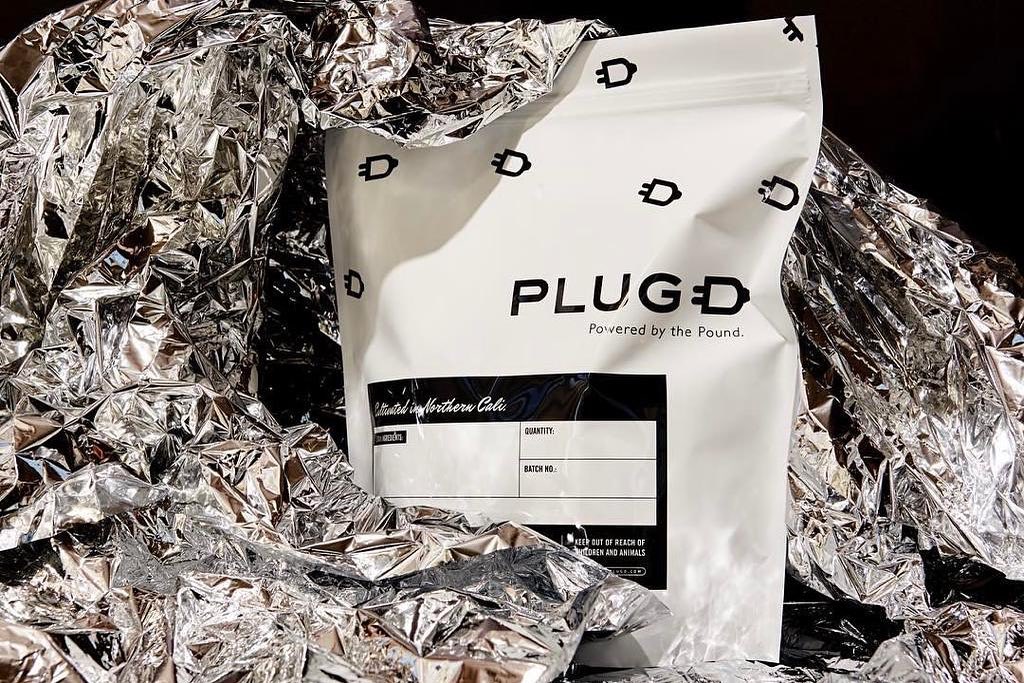 PLUGD
Powered by the Pound.
Cultivated in Northern Cali.
INGREDIENTS:
QUANTITY:
BATCH NO.:
KEEP OUT OF REACH OF
CHILDREN AND ANIMALS